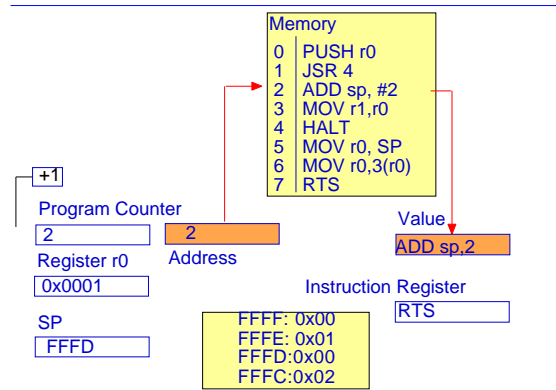 Memory
0 PUSH r0
1 JSR 4
2 ADD sp, #2
3 MOV r1,r0
4 HALT
5 MOV r0, SP
6 MOV r0,3(r0)
7 RTS
+1
Program Counter
2
2
Address
Value
ADD sp,2
Register r0
0x0001
Instruction Register
RTS
SP
FFFD
FFFF: 0x00
FFFE: 0x01
FFFD:0x00
FFFC:0x02